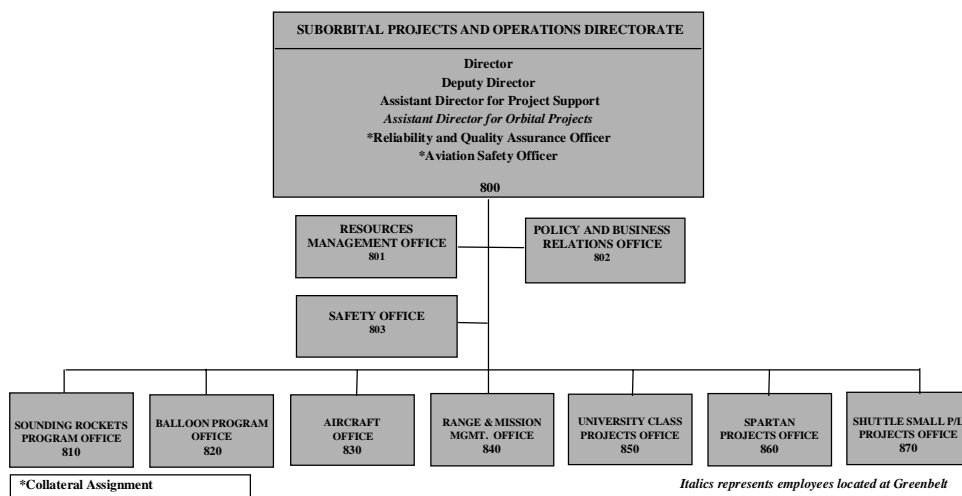 SUBORBITAL PROJECTS AND OPERATIONS DIRECTORATE
Director
Deputy Director
Assistant Director for Project Support
Assistant Director for Orbital Projects
*Reliability and Quality Assurance Officer
*Aviation Safety Officer
800
RESOURCES
MANAGEMENT OFFICE
801
POLICY AND BUSINESS
RELATIONS OFFICE
802
SAFETY OFFICE
803
SOUNDING ROCKETS
PROGRAM OFFICE
810
BALLOON PROGRAM
OFFICE
820
AIRCRAFT
OFFICE
830
RANGE & MISSION
MGMT. OFFICE
840
UNIVERSITY CLASS
PROJECTS OFFICE
850
SPARTAN
PROJECTS OFFICE
860
SHUTTLE SMALL P/L
PROJECTS OFFICE
870
*Collateral Assignment
Italics represents employees located at Greenbelt